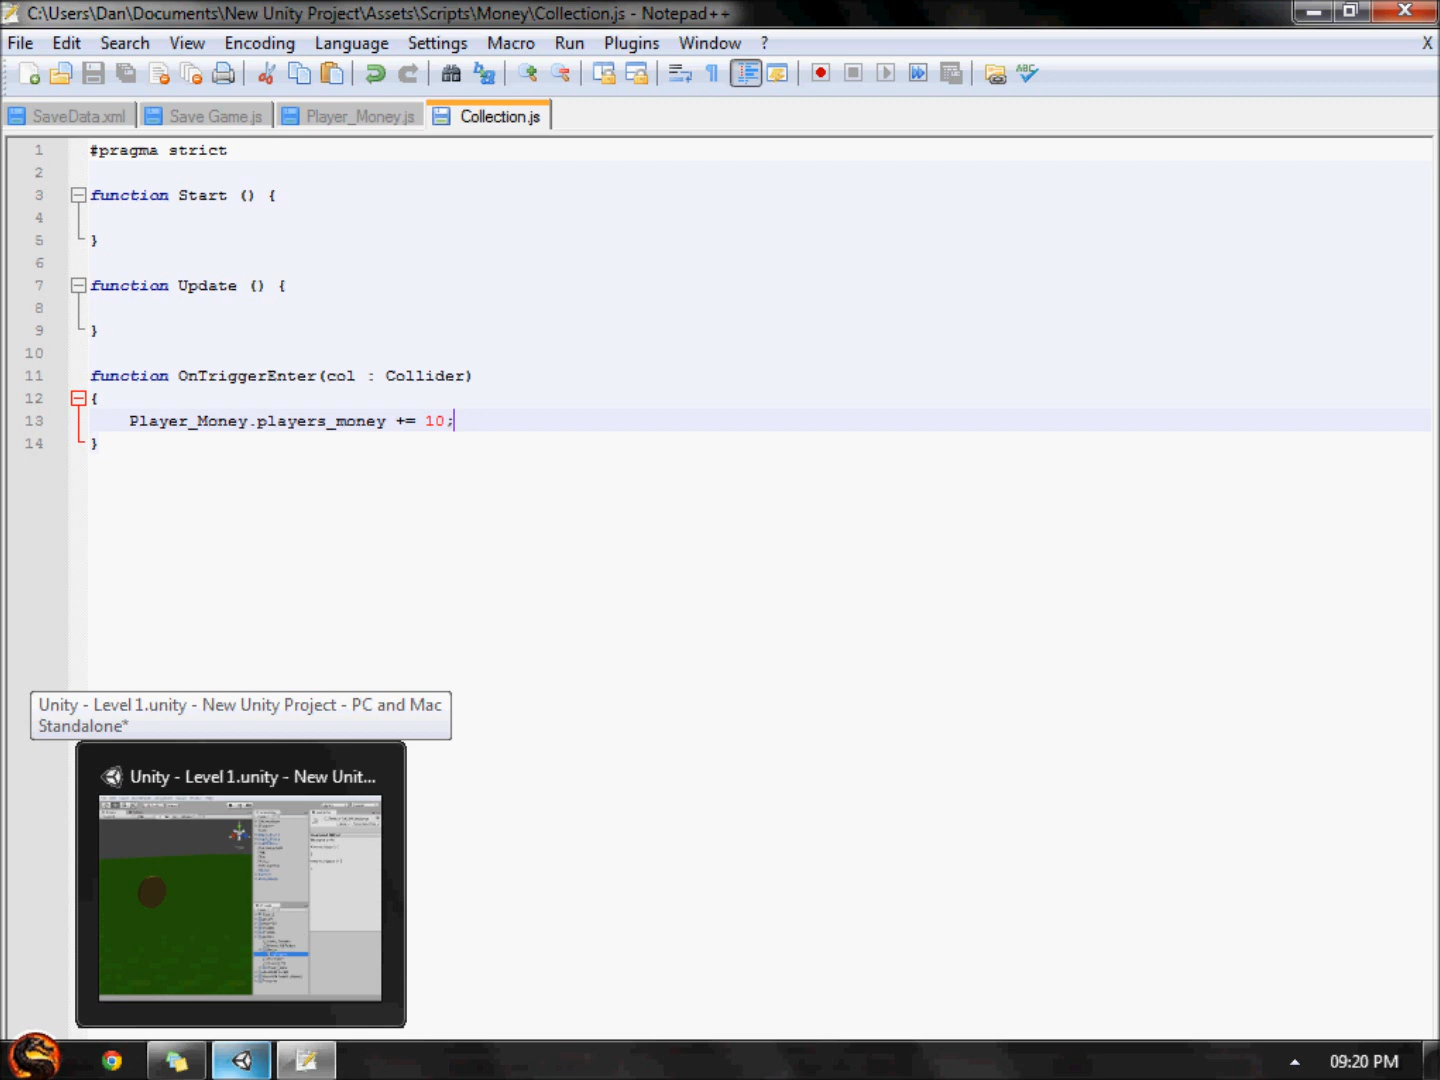 C:\Users\Dan\Documents\New Unity Project\Assets\Scripts\Money\Collection.js - Notepad++
File Edit Search View Encoding Language Settings Macro Run Plugins Window ? X
SaveData.xml Save Game.js Player_Money.js Collection.js
1 #pragma strict
2
3 function Start () {
4
5 }
6
7 function Update () {
8
9 }
10
11 function OnTriggerEnter(col : Collider)
12 {
13 Player_Money.players_money += 10;
14 }
Unity - Level 1.unity - New Unity Project - PC and Mac
Standalone*
Unity - Level 1.unity - New Unit...
09:20 PM